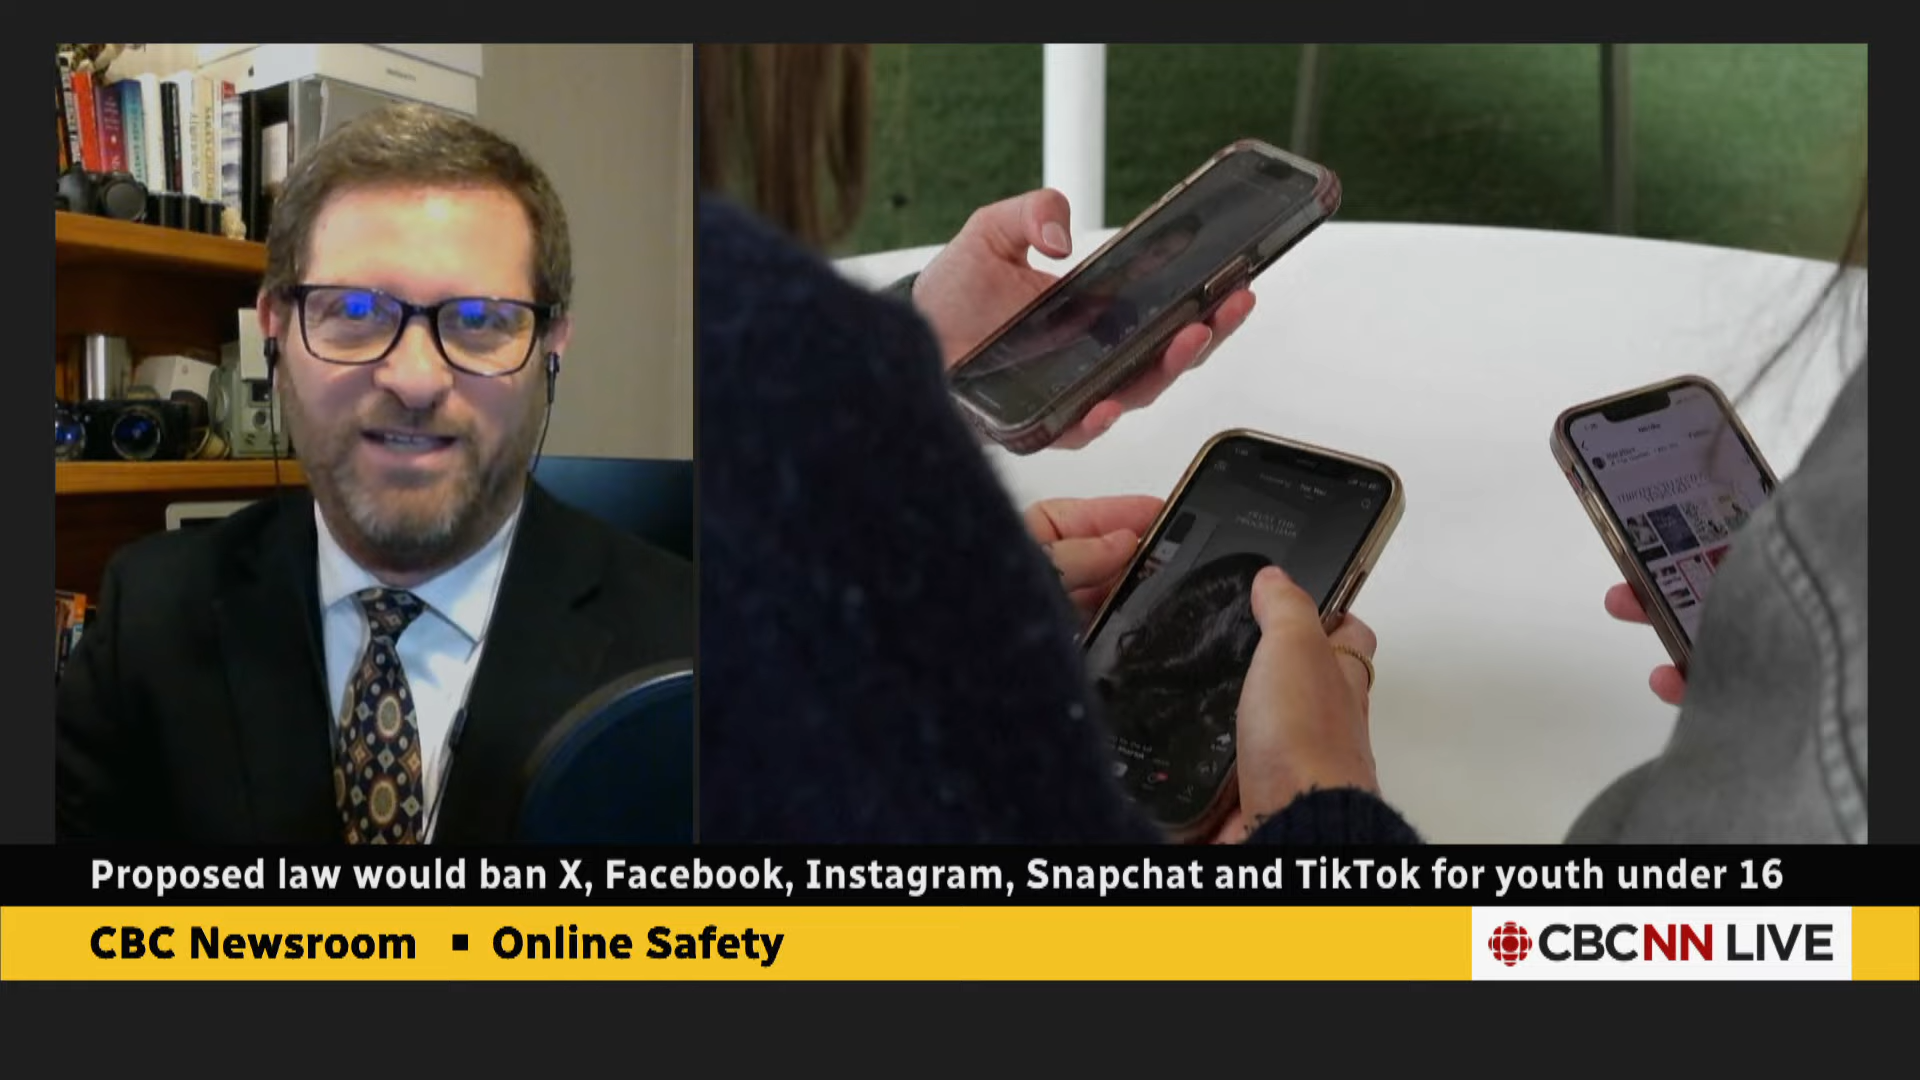 Proposed law would ban X, Facebook, Instagram, Snapchat and TikTok for youth under 16
CBC Newsroom ▪ Online Safety
CBCNN LIVE